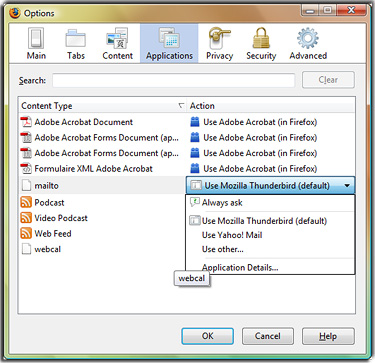 Options
Main Tabs Content Applications Privacy Security Advanced
Search: Clear
Content Type Action
Adobe Acrobat Document Use Adobe Acrobat (in Firefox)
Adobe Acrobat Forms Document (ap... Use Adobe Acrobat (in Firefox)
Adobe Acrobat Forms Document (ap... Use Adobe Acrobat (in Firefox)
Formulaire XML Adobe Acrobat Use Adobe Acrobat (in Firefox)
mailto Use Mozilla Thunderbird (default)
Podcast Always ask
Video Podcast Use Mozilla Thunderbird (default)
Web Feed Use Yahoo! Mail
webcal Use other...
Application Details...
webcal
OK Cancel Help